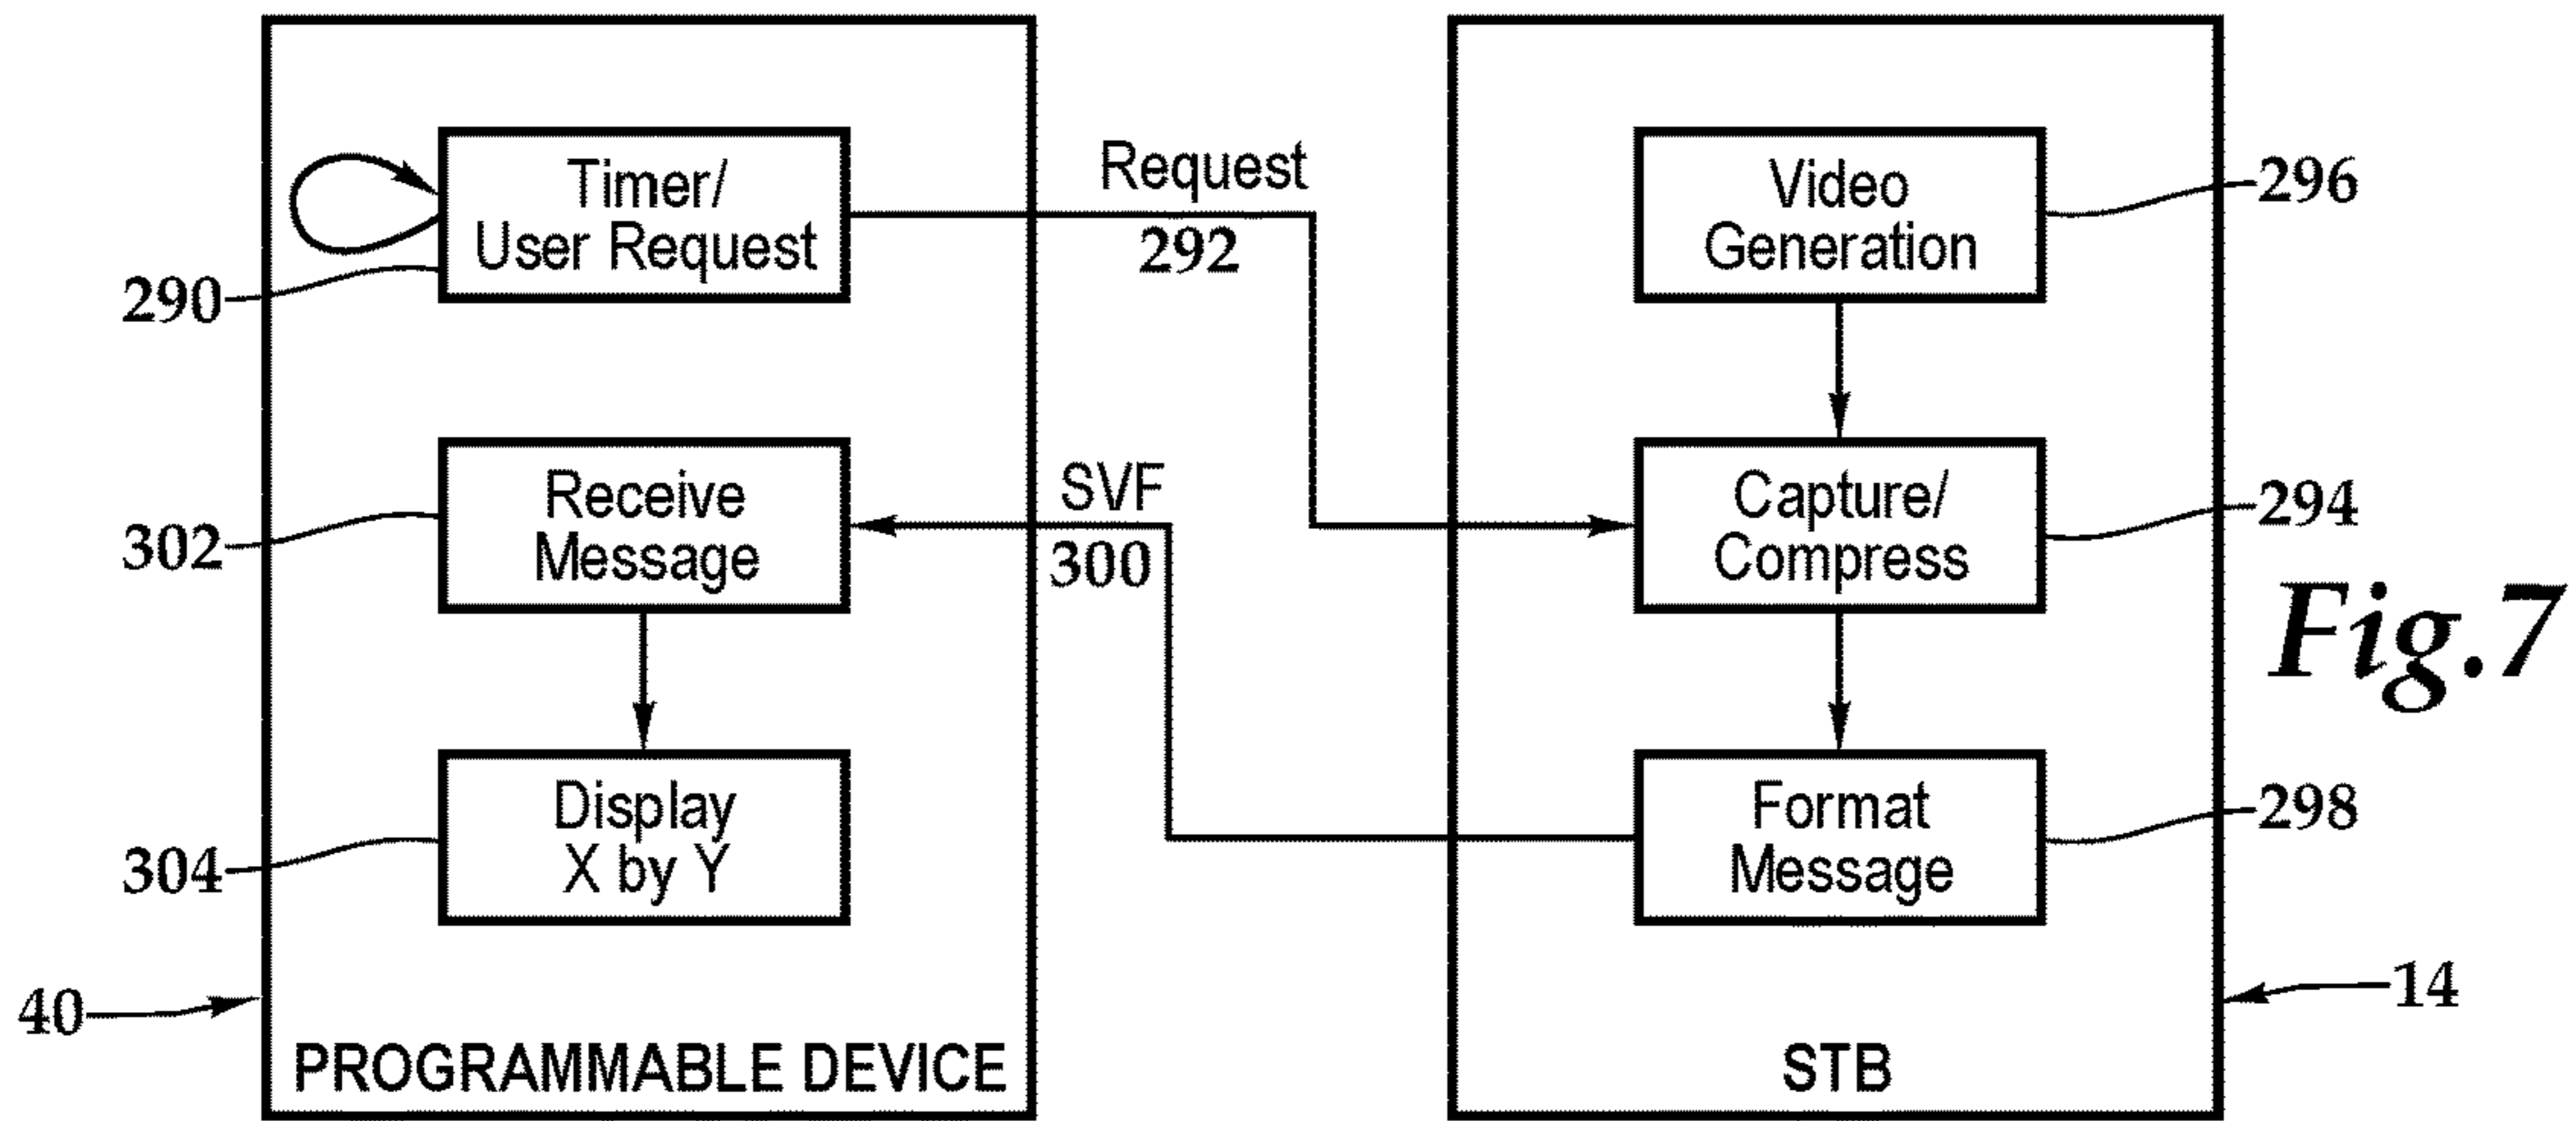 Timer/
User Request
290
Request
292
Video
Generation
296
Receive
Message
302
SVF
300
Capture/
Compress
294
Fig.7
Display
X by Y
304
Format
Message
298
40
PROGRAMMABLE DEVICE
STB
14